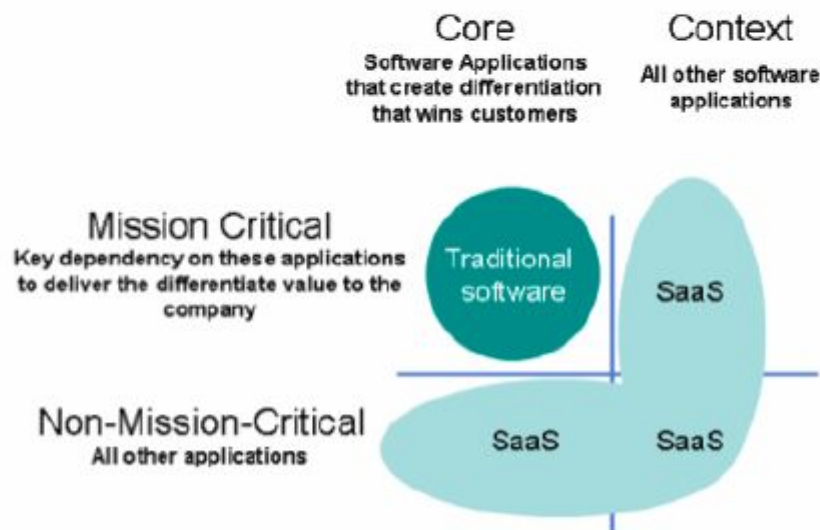 Core
Software Applications
that create differentiation
that wins customers
Context
All other software
applications
Mission Critical
Key dependency on these applications
to deliver the differentiate value to the
company
Traditional
software
SaaS
Non-Mission-Critical
All other applications
SaaS
SaaS